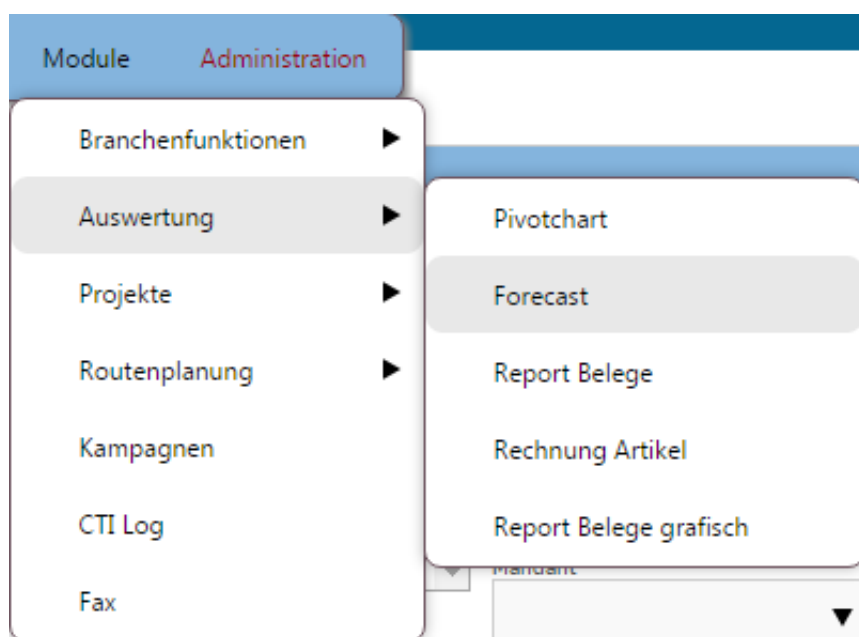 Module Administration
Branchenfunktionen
Auswertung
Projekte
Routenplanung
Kampagnen
CTI Log
Fax
Pivotchart
Forecast
Report Belege
Rechnung Artikel
Report Belege grafisch
Mandant